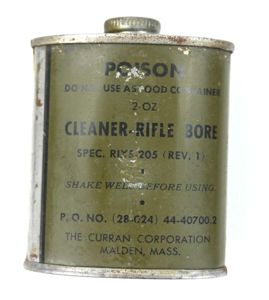 POISON
DO NOT USE AS FOOD CONTAINER
2-OZ
CLEANER-RIFLE BORE
SPEC. RIXS-205 (REV. 1)
SHAKE WELL BEFORE USING
P. O. NO. (28-024) 44-40700.2
THE CURRAN CORPORATION
MALDEN, MASS.